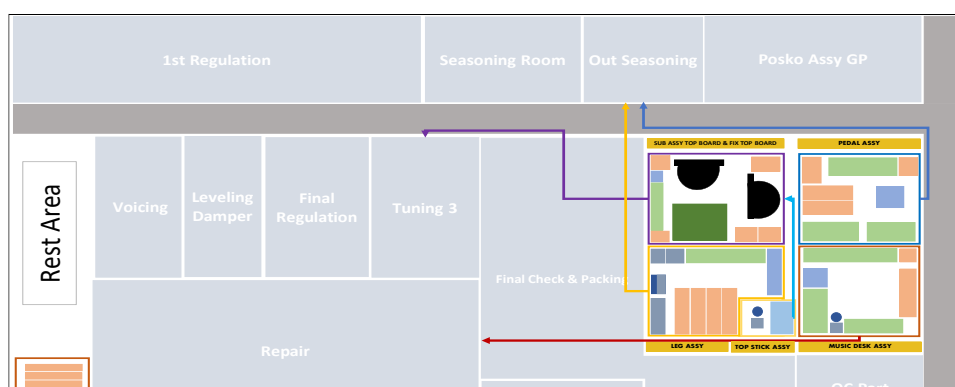 1st Regulation
Seasoning Room
Out Seasoning
Posko Assy GP
SUB ASSY TOP BOARD & FIX TOP BOARD
PEDAL ASSY
Rest Area
Voicing
Leveling
Damper
Final
Regulation
Tuning 3
Final Check & Packing
Repair
LEG ASSY
TOP STICK ASSY
MUSIC DESK ASSY